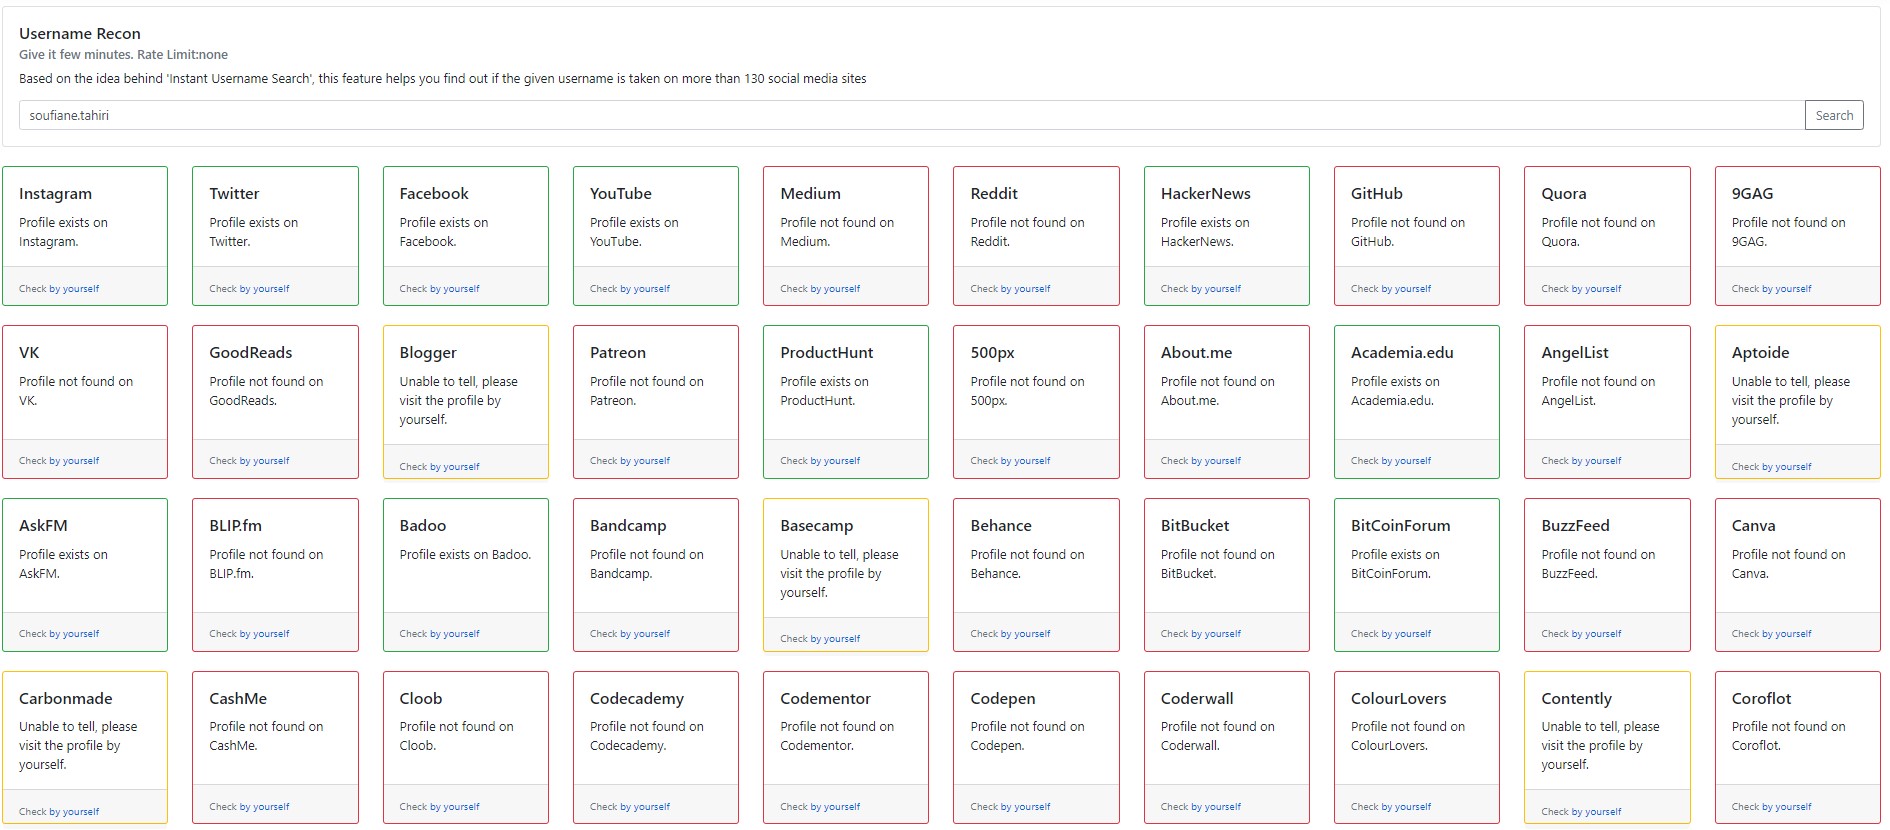 Username Recon
Give it few minutes. Rate Limit:none
Based on the idea behind 'Instant Username Search', this feature helps you find out if the given username is taken on more than 130 social media sites
soufiane.tahiri
Search
Instagram
Profile exists on
Instagram.
Check by yourself
Twitter
Profile exists on
Twitter.
Check by yourself
Facebook
Profile exists on
Facebook.
Check by yourself
YouTube
Profile exists on
YouTube.
Check by yourself
Medium
Profile not found on
Medium.
Check by yourself
Reddit
Profile not found on
Reddit.
Check by yourself
HackerNews
Profile exists on
HackerNews.
Check by yourself
GitHub
Profile not found on
GitHub.
Check by yourself
Quora
Profile not found on
Quora.
Check by yourself
9GAG
Profile not found on
9GAG.
Check by yourself
VK
Profile not found on
VK.
Check by yourself
GoodReads
Profile not found on
GoodReads.
Check by yourself
Blogger
Unable to tell, please
visit the profile by
yourself.
Check by yourself
Patreon
Profile not found on
Patreon.
Check by yourself
ProductHunt
Profile exists on
ProductHunt.
Check by yourself
500px
Profile not found on
500px.
Check by yourself
About.me
Profile not found on
About.me.
Check by yourself
Academia.edu
Profile exists on
Academia.edu.
Check by yourself
AngelList
Profile not found on
AngelList.
Check by yourself
Aptoide
Unable to tell, please
visit the profile by
yourself.
Check by yourself
AskFM
Profile exists on
AskFM.
Check by yourself
BLIP.fm
Profile not found on
BLIP.fm.
Check by yourself
Badoo
Profile exists on Badoo.
Check by yourself
Bandcamp
Profile not found on
Bandcamp.
Check by yourself
Basecamp
Unable to tell, please
visit the profile by
yourself.
Check by yourself
Behance
Profile not found on
Behance.
Check by yourself
BitBucket
Profile not found on
BitBucket.
Check by yourself
BitCoinForum
Profile exists on
BitCoinForum.
Check by yourself
BuzzFeed
Profile not found on
BuzzFeed.
Check by yourself
Canva
Profile not found on
Canva.
Check by yourself
Carbonmade
Unable to tell, please
visit the profile by
yourself.
Check by yourself
CashMe
Profile not found on
CashMe.
Check by yourself
Cloob
Profile not found on
Cloob.
Check by yourself
Codecademy
Profile not found on
Codecademy.
Check by yourself
Codementor
Profile not found on
Codementor.
Check by yourself
Codepen
Profile not found on
Codepen.
Check by yourself
Coderwall
Profile not found on
Coderwall.
Check by yourself
ColourLovers
Profile not found on
ColourLovers.
Check by yourself
Contently
Unable to tell, please
visit the profile by
yourself.
Check by yourself
Coroflot
Profile not found on
Coroflot.
Check by yourself